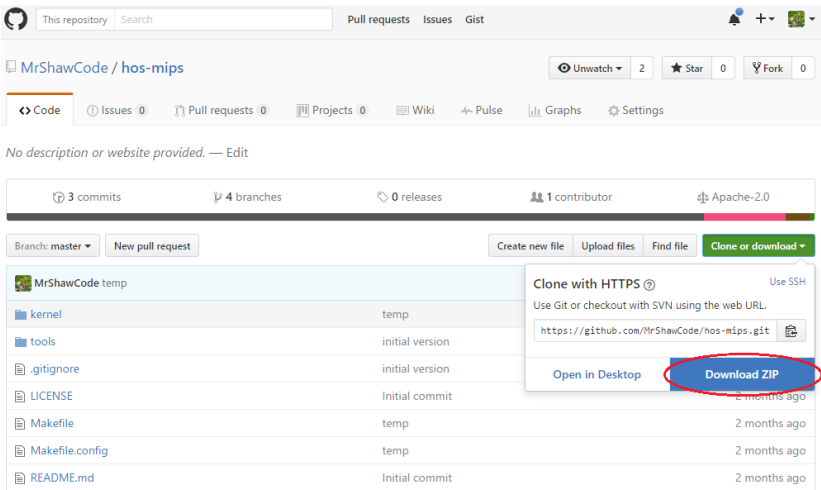 This repository Search Pull requests Issues Gist
MrShawCode / hos-mips Unwatch 2 Star 0 Fork 0
Code Issues 0 Pull requests 0 Projects 0 Wiki Pulse Graphs Settings
No description or website provided. — Edit
3 commits 4 branches 0 releases 1 contributor Apache-2.0
Branch: master New pull request Create new file Upload files Find file Clone or download
MrShawCode temp
Clone with HTTPS ? Use SSH
Use Git or checkout with SVN using the web URL.
https://github.com/MrShawCode/hos-mips.git
Open in Desktop Download ZIP
kernel temp
tools initial version
.gitignore initial version
LICENSE Initial commit 2 months ago
Makefile temp 2 months ago
Makefile.config temp 2 months ago
README.md Initial commit 2 months ago